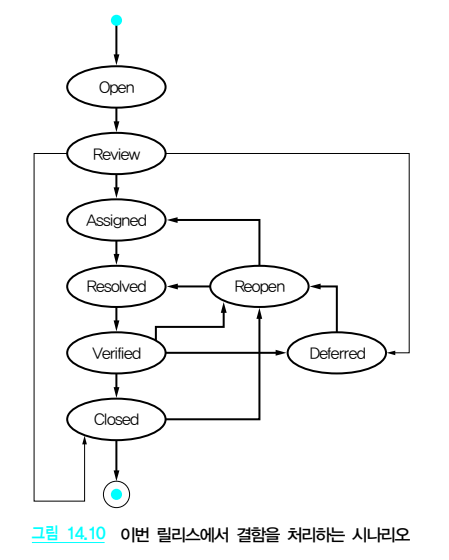 Open
Review
Assigned
Resolved
Reopen
Verified
Deferred
Closed
그림 14.10 이번 릴리스에서 결함을 처리하는 시나리오